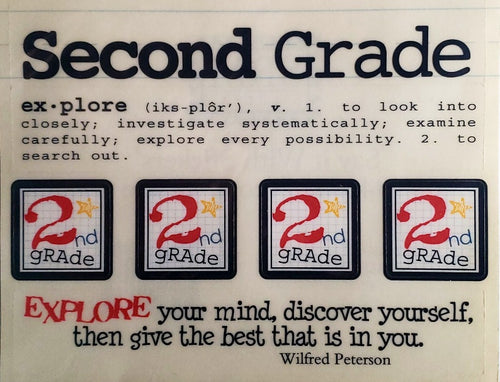 Second Grade
ex•plore (iks-plôr'), v. 1. to look into
closely; investigate systematically; examine
carefully; explore every possibility. 2. to
search out.
2nd 2nd 2nd 2nd
gRAde gRAde gRAde gRAde
EXPLORE your mind, discover yourself,
then give the best that is in you.
Wilfred Peterson